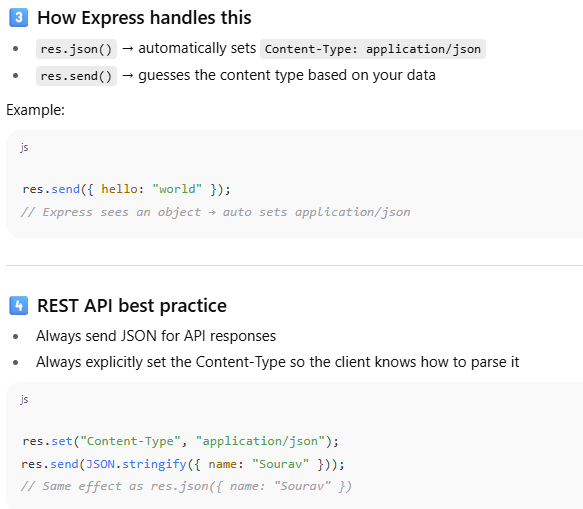 3 How Express handles this
• res.json() → automatically sets Content-Type: application/json
• res.send() → guesses the content type based on your data
Example:
js
res.send({ hello: "world" });
// Express sees an object → auto sets application/json
4 REST API best practice
• Always send JSON for API responses
• Always explicitly set the Content-Type so the client knows how to parse it
js
res.set("Content-Type", "application/json");
res.send(JSON.stringify({ name: "Sourav" }));
// Same effect as res.json({ name: "Sourav" })